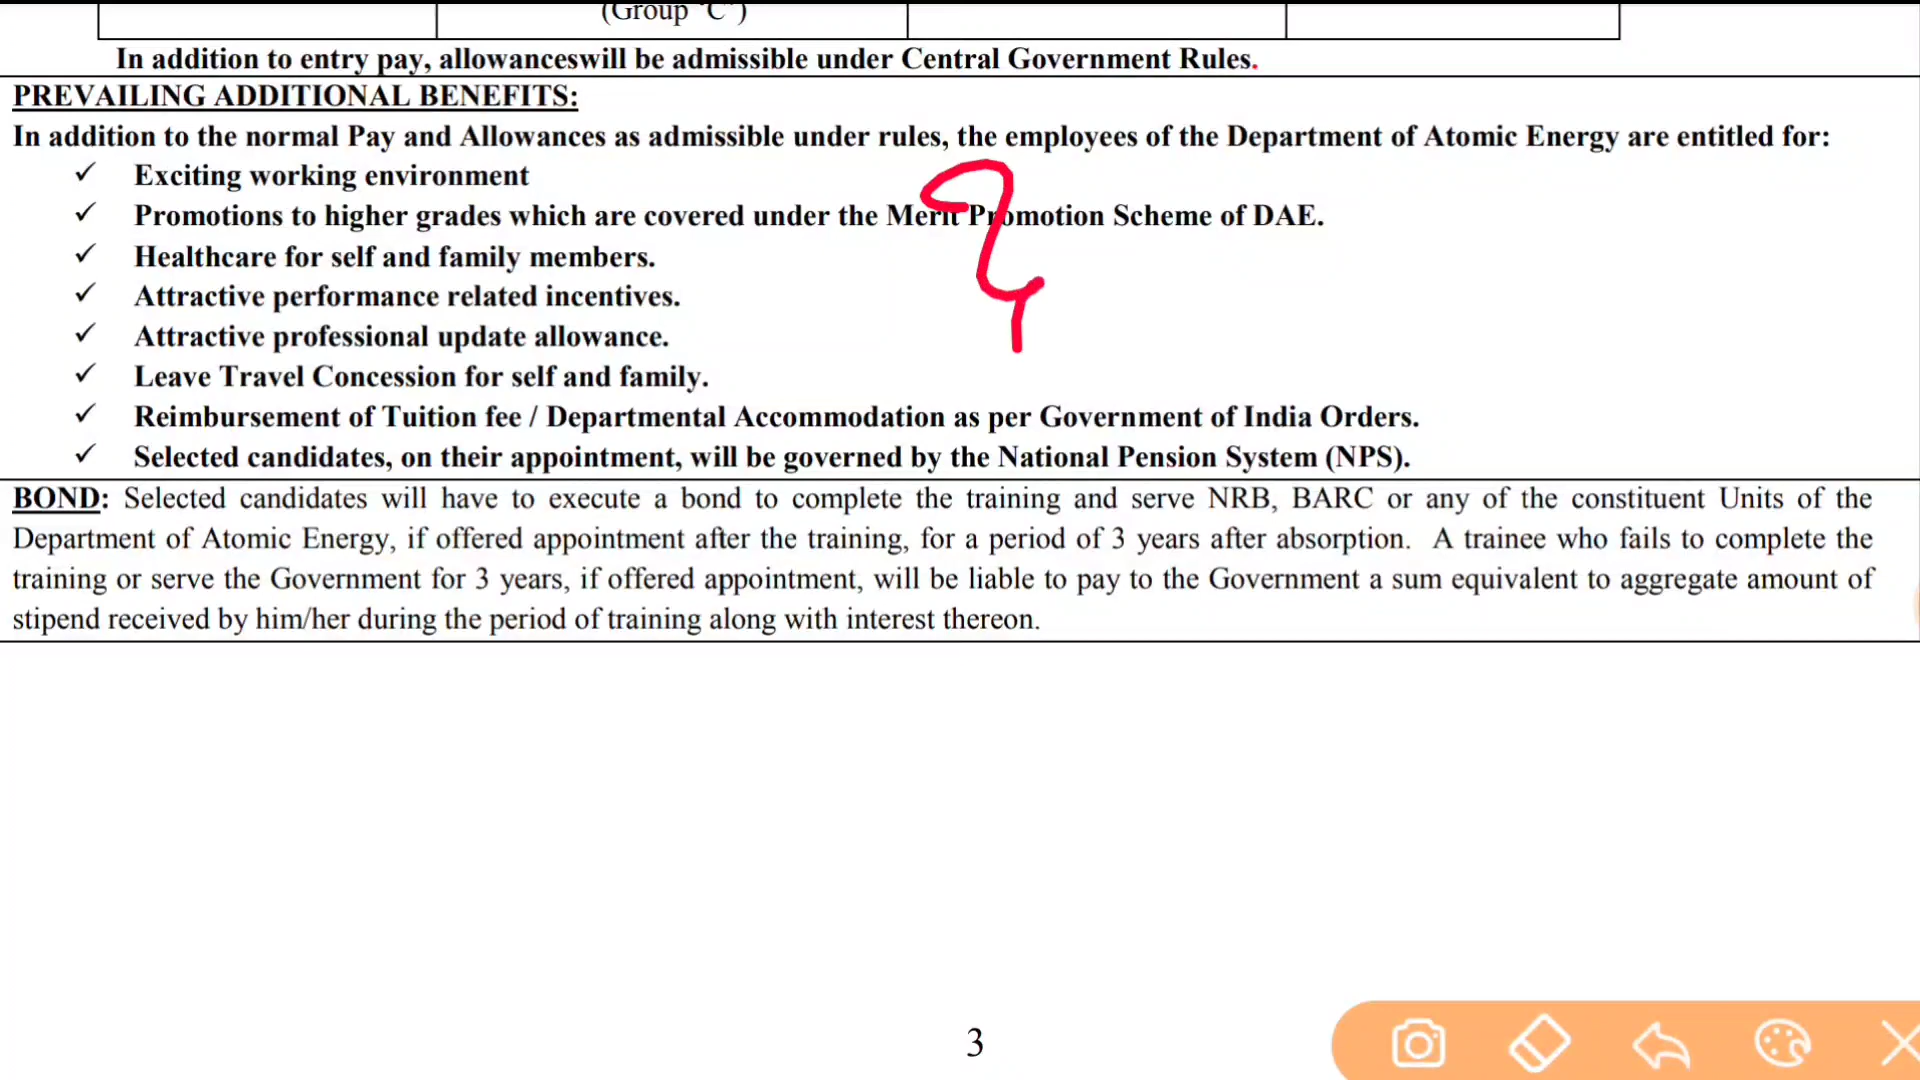 (Group 'C')
In addition to entry pay, allowanceswill be admissible under Central Government Rules.
PREVAILING ADDITIONAL BENEFITS:
In addition to the normal Pay and Allowances as admissible under rules, the employees of the Department of Atomic Energy are entitled for:
✓ Exciting working environment
✓ Promotions to higher grades which are covered under the Merit Promotion Scheme of DAE.
✓ Healthcare for self and family members.
✓ Attractive performance related incentives.
✓ Attractive professional update allowance.
✓ Leave Travel Concession for self and family.
✓ Reimbursement of Tuition fee / Departmental Accommodation as per Government of India Orders.
✓ Selected candidates, on their appointment, will be governed by the National Pension System (NPS).
BOND: Selected candidates will have to execute a bond to complete the training and serve NRB, BARC or any of the constituent Units of the
Department of Atomic Energy, if offered appointment after the training, for a period of 3 years after absorption. A trainee who fails to complete the
training or serve the Government for 3 years, if offered appointment, will be liable to pay to the Government a sum equivalent to aggregate amount of
stipend received by him/her during the period of training along with interest thereon.
3